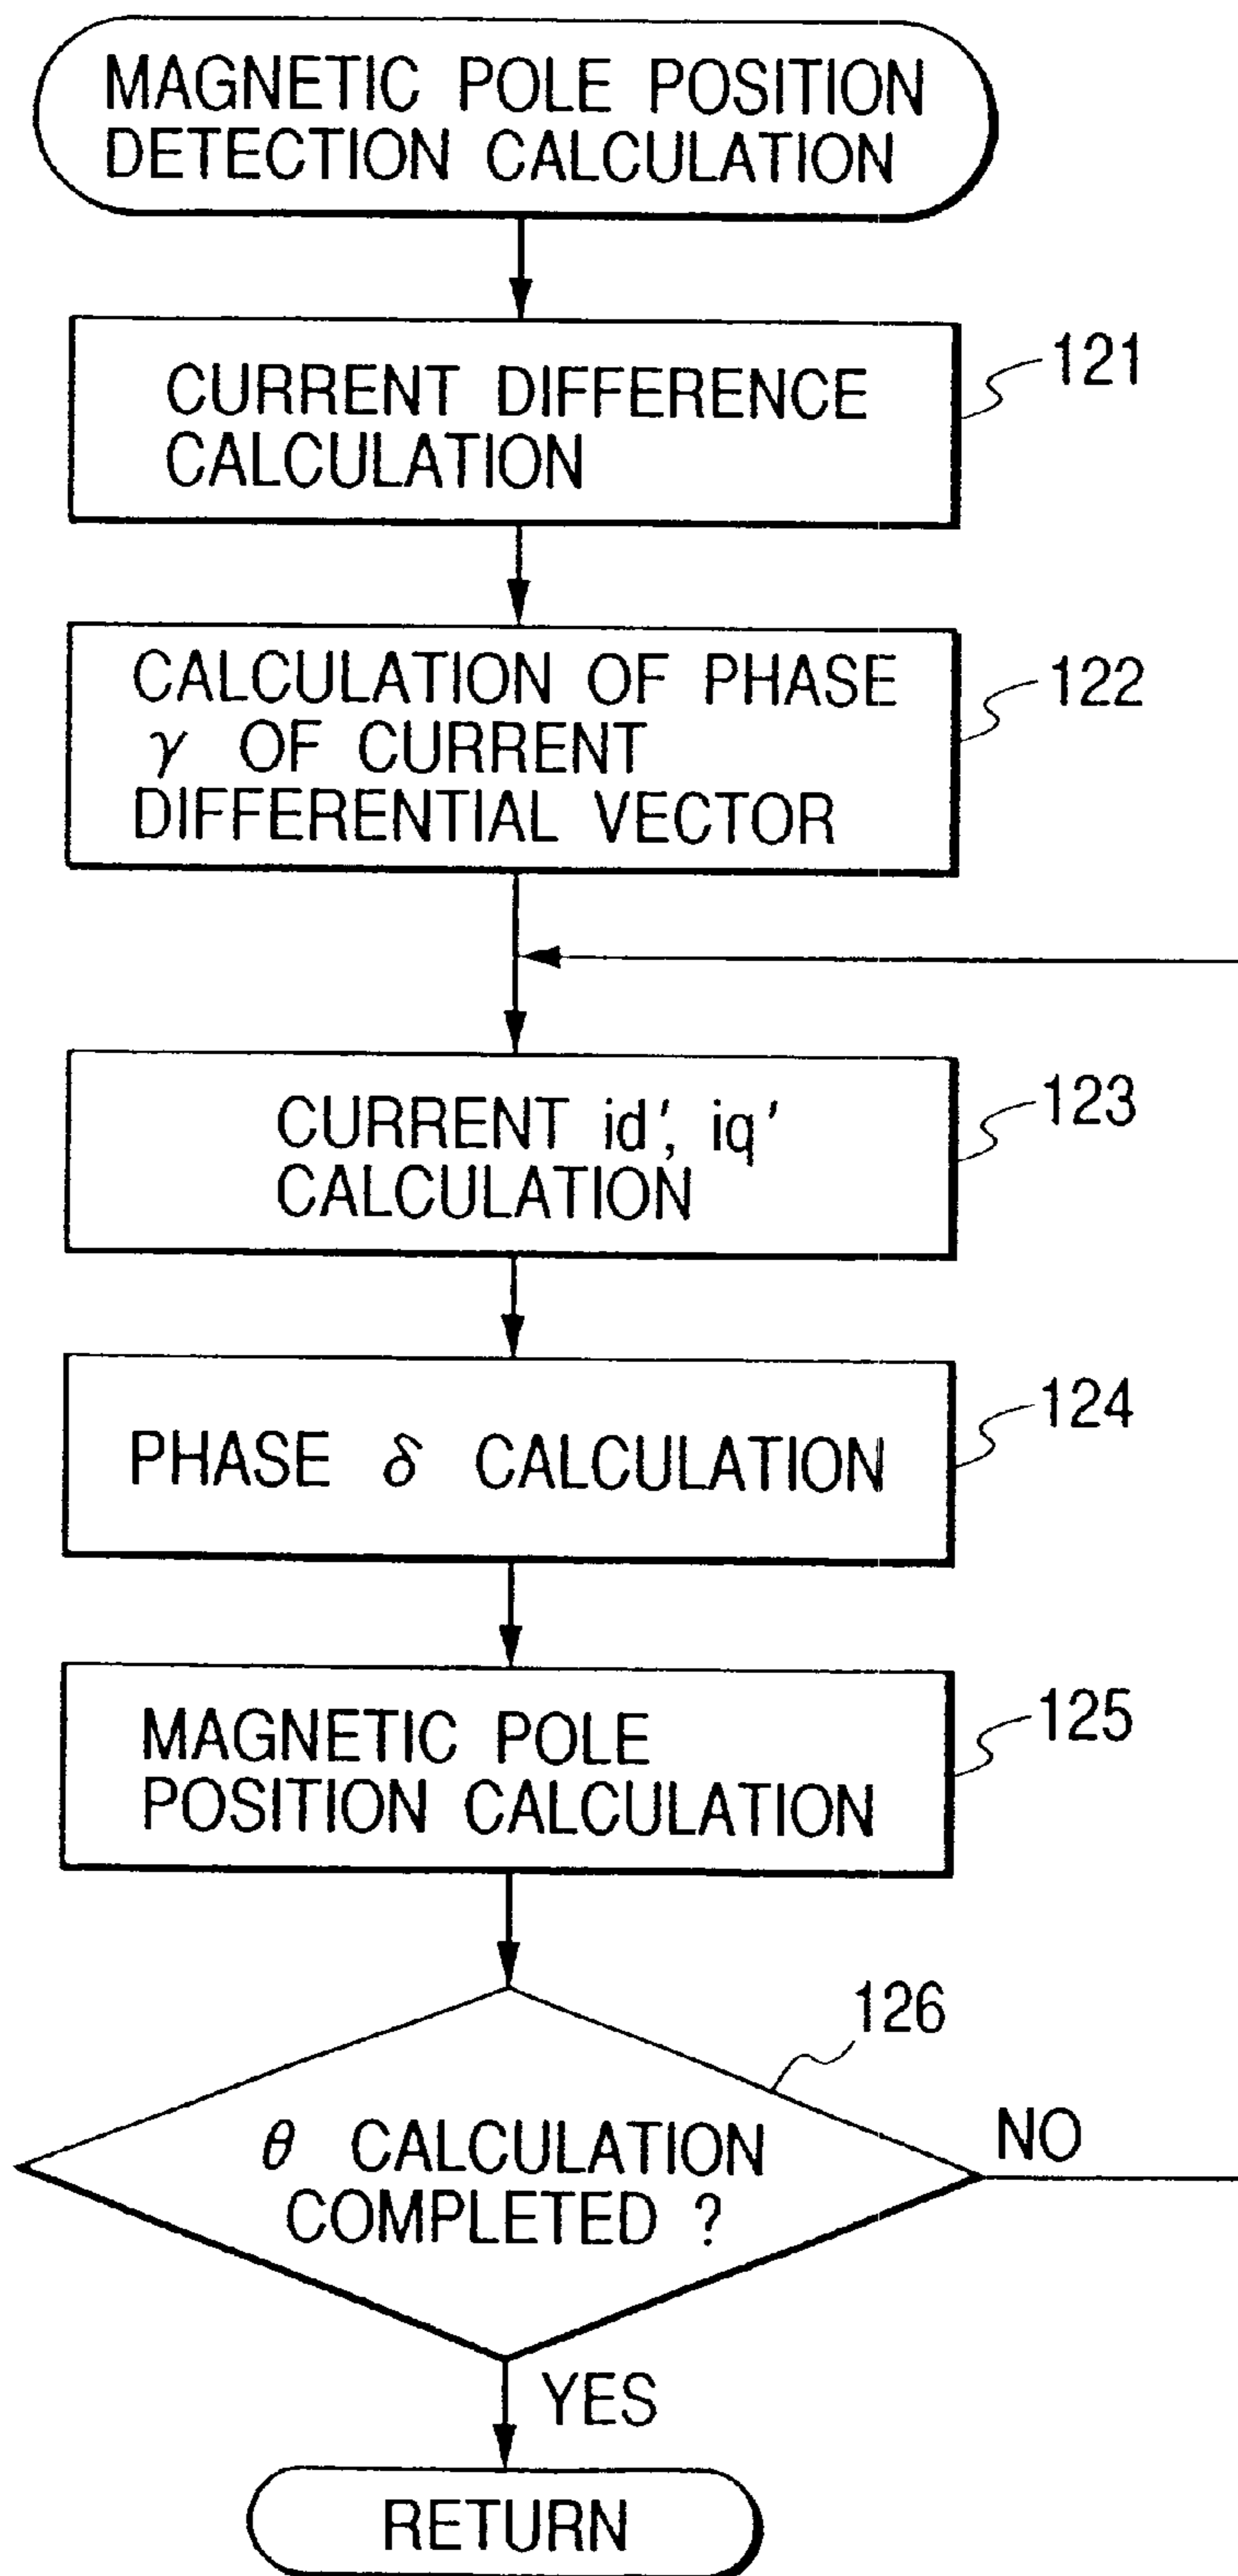 MAGNETIC POLE POSITION
DETECTION CALCULATION
CURRENT DIFFERENCE
CALCULATION
121
CALCULATION OF PHASE
γ OF CURRENT
DIFFERENTIAL VECTOR
122
CURRENT id′, iq′
CALCULATION
123
PHASE δ CALCULATION
124
MAGNETIC POLE
POSITION CALCULATION
125
126
θ CALCULATION
COMPLETED ?
NO
YES
RETURN